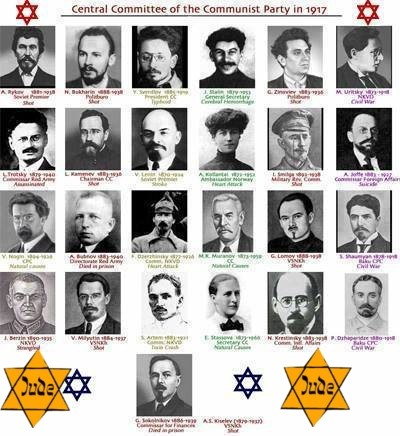 Central Committee of the Communist Party in 1917
A. Rykov 1881-1938
Soviet Premier
Shot
N. Bukharin 1888-1938
Politburo
Shot
Y. Sverdlov 1885-1919
President CC
Typhoid
J. Stalin 1879-1953
General Secretary
Cerebral Hemorrhage
G. Zinoviev 1883-1936
Politburo
Shot
M. Uritsky 1873-1918
NKVD
Civil War
L.Trotsky 1879-1940
Commissar Red Army
Assassinated
L. Kamenev 1883-1936
Chairman CC
Shot
V. Lenin 1870-1924
Soviet Premier
Stroke
A. Kollantai 1872-1952
Ambassador Norway
Heart Attack
I. Smilga 1892-1938
Military Rev. Comm.
Shot
A. Joffe 1883 - 1927
Commissar Foreign Affairs
Suicide
V. Nogin 1894-1924
CPC
Natural causes
A. Bubnov 1883-1940
Directorate Red Army
Died in prison
F. Dzerzhinsky 1877-1926
Comm. NKVD
Heart Attack
M.K. Muranov 1873-1959
CC
Natural Causes
G. Lomov 1888-1938
VSNKh
Shot
S. Shaumyan 1878-1918
Baku CPC
Civil War
J. Berzin 1890-1935
NKVD
Strangled
V. Milyutin 1884-1937
VSNKh
Shot
S. Artem 1883-1921
Comm. NKVD
Train Crash
E. Stassova 1873-1966
Secretary CC
Natural Causes
N. Krestinsky 1883-1938
Comm. Intl. Affairs
Shot
P. Dzhaparidze 1880-1918
Baku CPC
Civil War
Jude
G. Sokolnikov 1886-1939
Commissar for Finances
Died in prison
A.S. Kiselev (1879-1937)
VSNKh
Shot
Jude